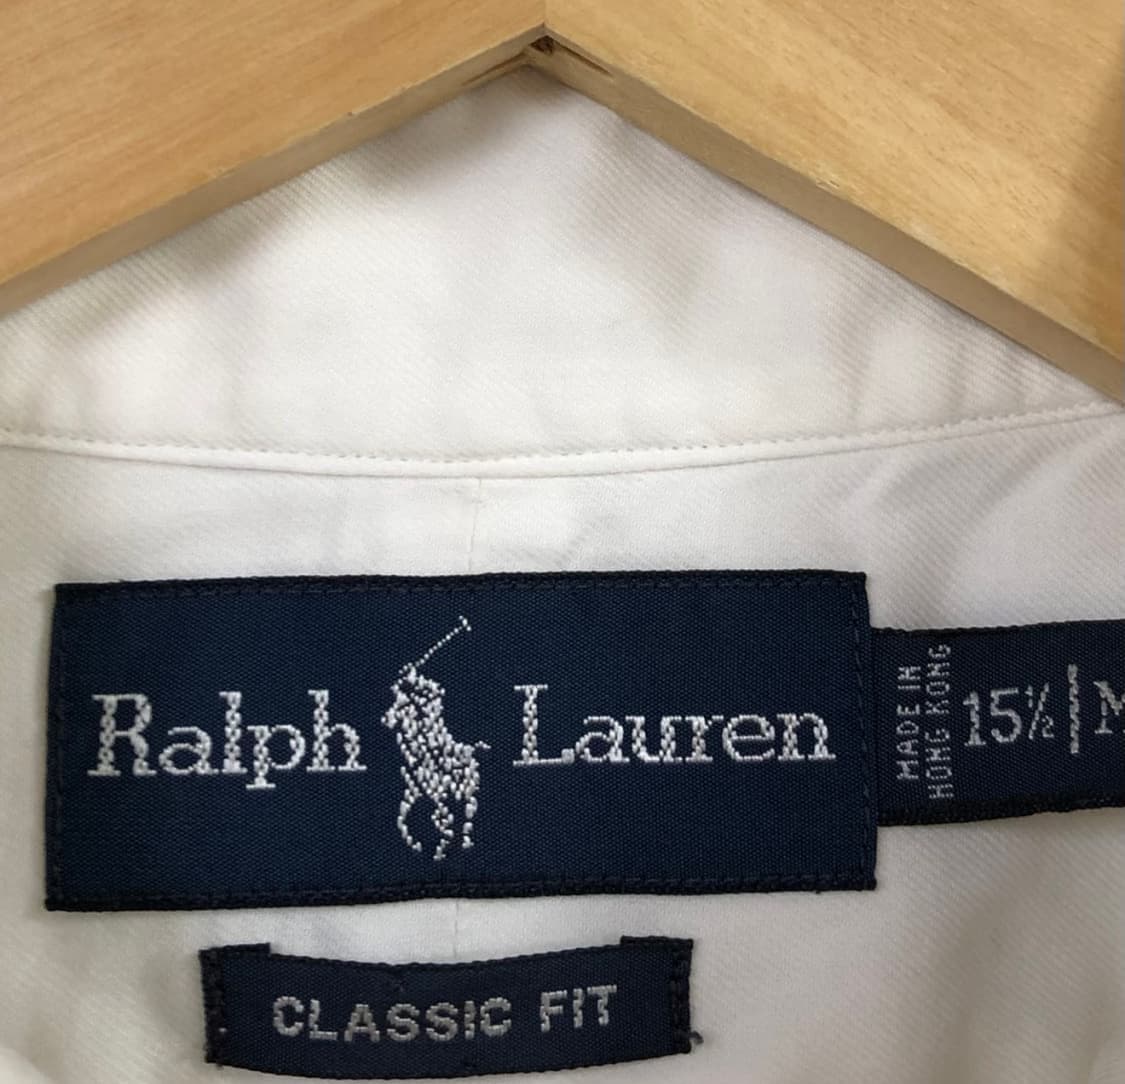 Ralph Lauren
MADE IN
HONG KONG
15½ | M
CLASSIC FIT